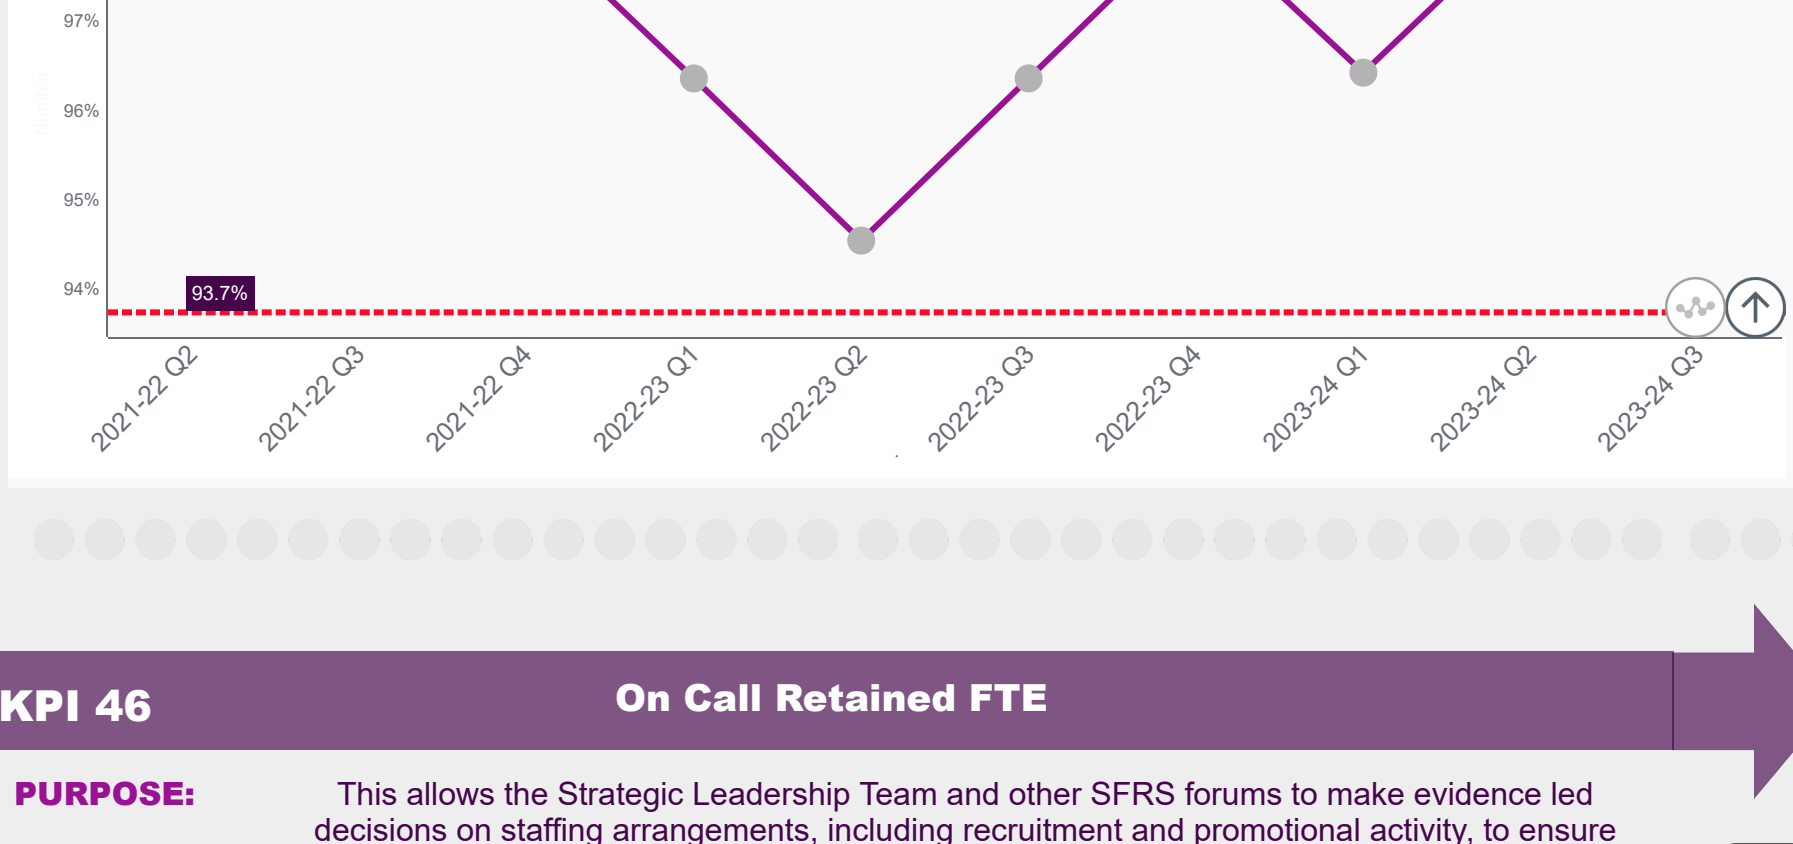 97%
Number
96%
95%
94%
93.7%
2021-22 Q2
2021-22 Q3
2021-22 Q4
2022-23 Q1
2022-23 Q2
2022-23 Q3
2022-23 Q4
2023-24 Q1
2023-24 Q2
2023-24 Q3
KPI 46
On Call Retained FTE
PURPOSE:
This allows the Strategic Leadership Team and other SFRS forums to make evidence led
decisions on staffing arrangements, including recruitment and promotional activity, to ensure